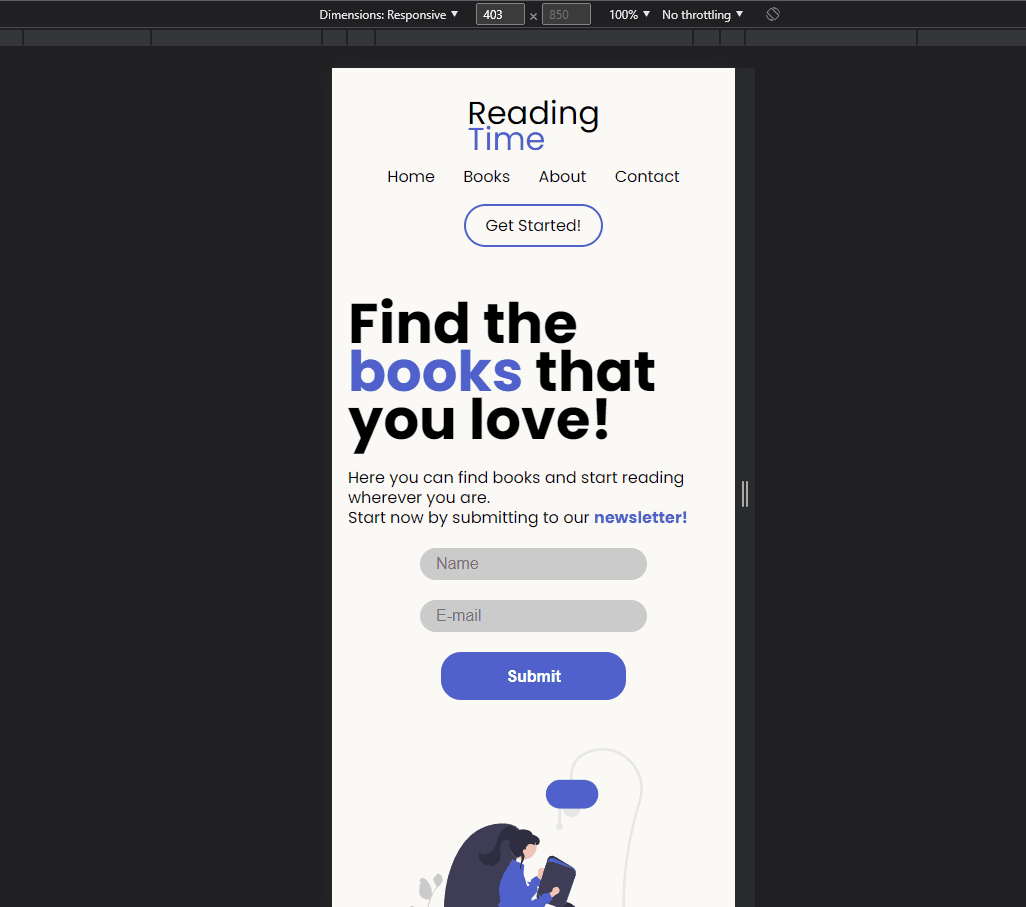 Dimensions: Responsive ▼ 403 × 850 100% ▼ No throttling ▼
Reading
Time
Home Books About Contact
Get Started!
Find the
books that
you love!
Here you can find books and start reading
wherever you are.
Start now by submitting to our newsletter!
Name
E-mail
Submit